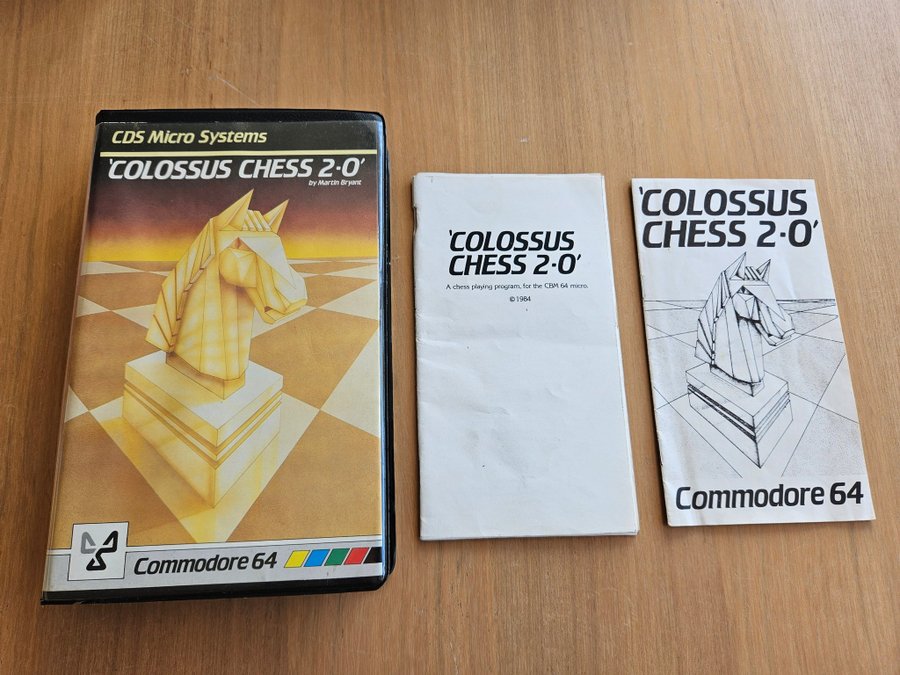 CDS Micro Systems
'COLOSSUS CHESS 2·0'
by Martin Bryant
Commodore 64
'COLOSSUS
CHESS 2·0'
A chess playing program, for the CBM 64 micro.
© 1984
'COLOSSUS
CHESS 2·0'
Commodore 64